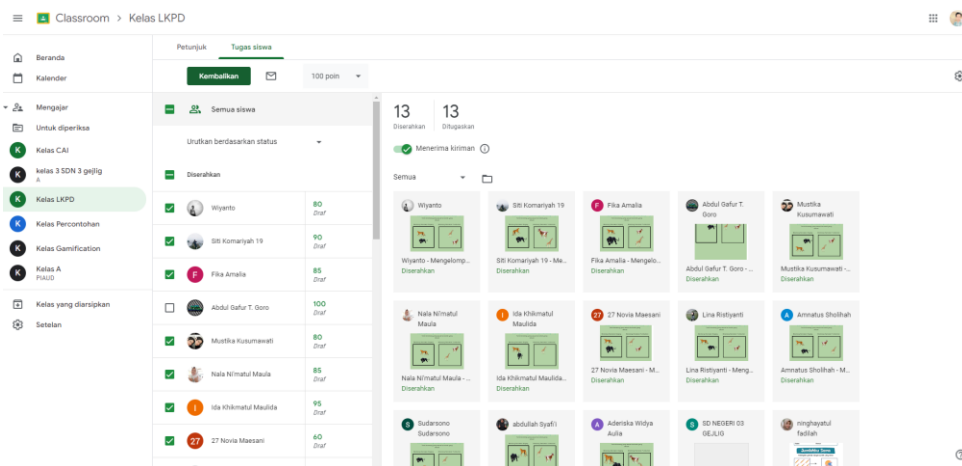 Classroom > Kelas LKPD
Beranda
Kalender
Mengajar
Untuk diperiksa
K Kelas CAI
K kelas 3 SDN 3 gejlig
A
K Kelas LKPD
K Kelas Percontohan
K Kelas Gamification
K Kelas A
PIAUD
Kelas yang diarsipkan
Setelan
Petunjuk Tugas siswa
Kembalikan 100 poin
Semua siswa
Urutkan berdasarkan status
Diserahkan
Wiyanto 80
Draf
Siti Komariyah 19 90
Draf
F Fika Amalia 85
Draf
Abdul Gafur T. Goro 100
Draf
Mustika Kusumawati 80
Draf
Nala Ni'matul Maula 85
Draf
I Ida Khikmatul Maulida 95
Draf
27 27 Novia Maesani 60
Draf
13 13
Diserahkan Ditugaskan
Menerima kiriman
Semua
Wiyanto
Wiyanto - Mengelomp...
Diserahkan
Siti Komariyah 19
Siti Komariyah 19 - Me...
Diserahkan
F Fika Amalia
Fika Amalia - Mengelo...
Diserahkan
Abdul Gafur T.
Goro
Abdul Gafur T. Goro - ...
Diserahkan
Mustika
Kusumawati
Mustika Kusumawati -...
Diserahkan
Nala Ni'matul
Maula
Nala Ni'matul Maula - ...
Diserahkan
I Ida Khikmatul
Maulida
Ida Khikmatul Maulida...
Diserahkan
27 27 Novia Maesani
27 Novia Maesani - M...
Diserahkan
Lina Ristiyanti
Lina Ristiyanti - Meng...
Diserahkan
A Amnatus Sholihah
Amnatus Sholihah - M...
Diserahkan
S Sudarsono
Sudarsono
abdullah Syafi'i
A Aderiska Widya
Aulia
S SD NEGERI 03
GEJLIG
ninghayatul
fadilah